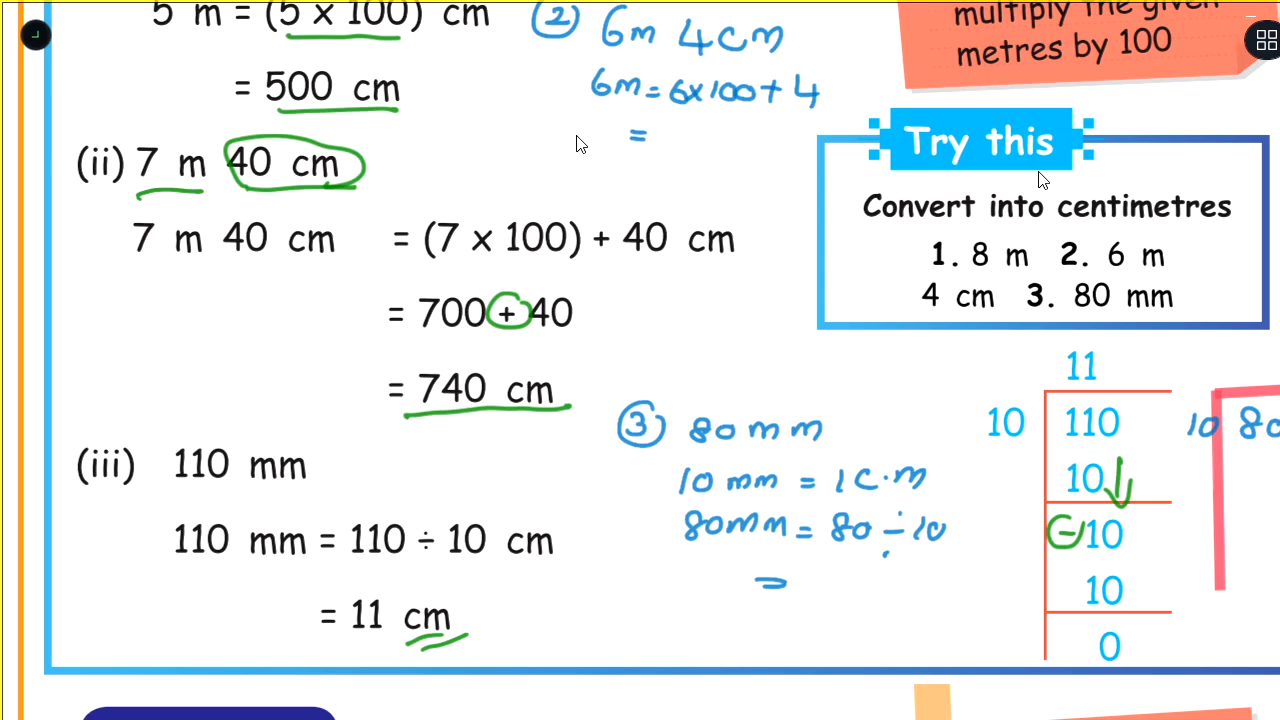 5 m = (5 x 100) cm
= 500 cm
(ii) 7 m 40 cm
7 m 40 cm = (7 x 100) + 40 cm
= 700 + 40
= 740 cm
(iii) 110 mm
110 mm = 110 ÷ 10 cm
= 11 cm
(2) 6m 4cm
6m = 6x100+ 4
=
(3) 80mm
10 mm = 1c.m
80mm = 80 ÷ 10
=
multiply the given
metres by 100
Try this
Convert into centimetres
1. 8 m 2. 6 m
4 cm 3. 80 mm
11
10 110
10
- 10
10
0
10 80